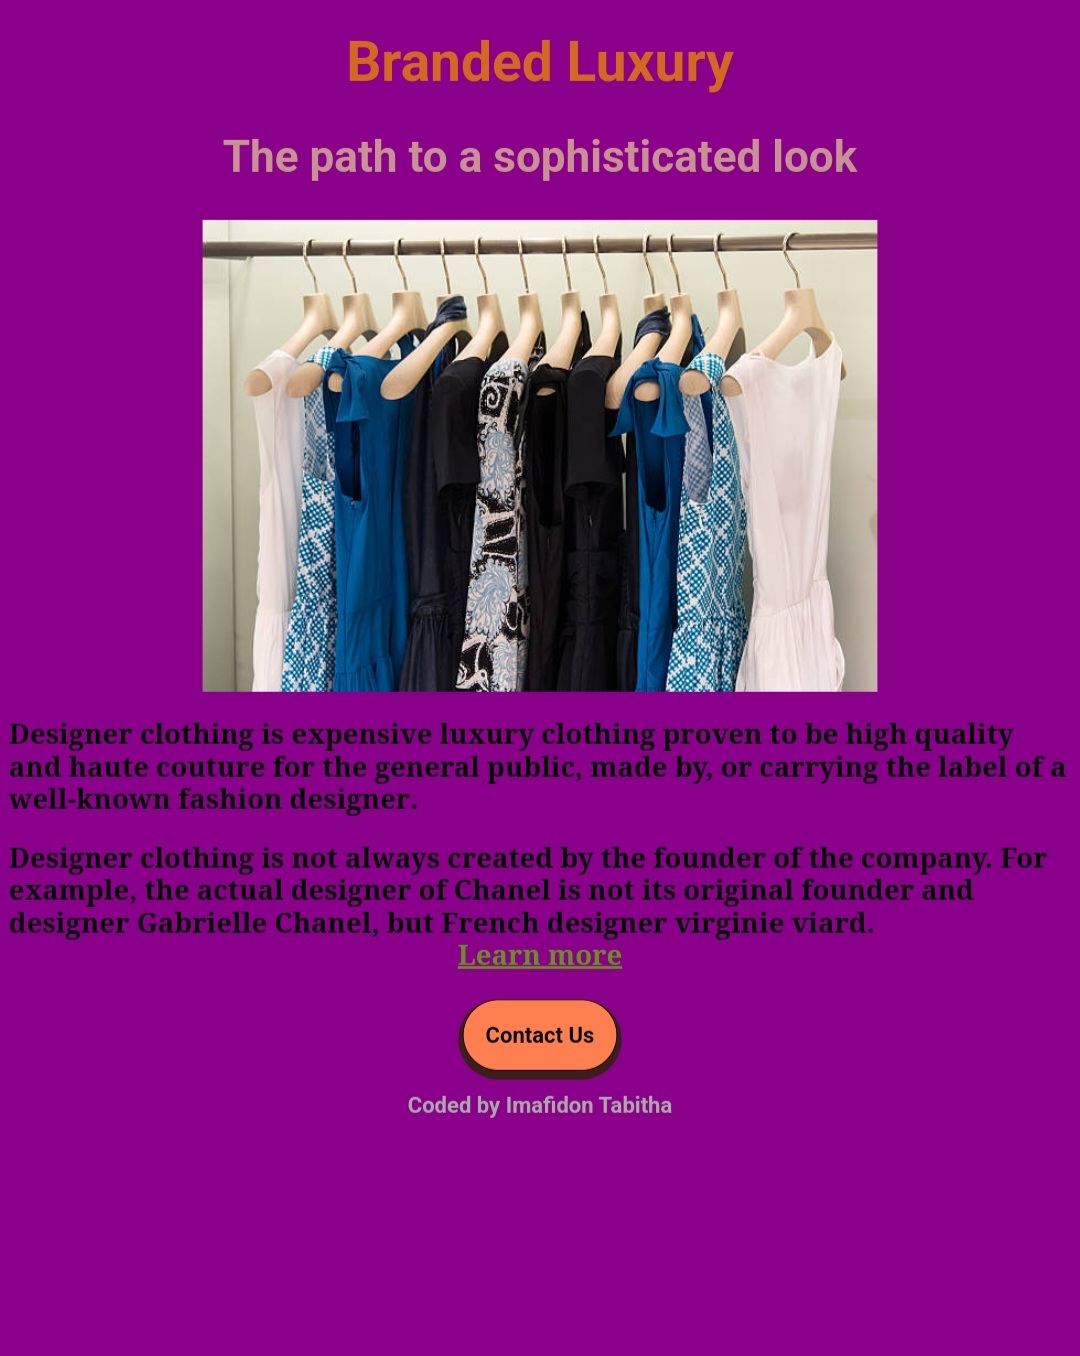 Branded Luxury
The path to a sophisticated look
Designer clothing is expensive luxury clothing proven to be high quality
and haute couture for the general public, made by, or carrying the label of a
well-known fashion designer.
Designer clothing is not always created by the founder of the company. For
example, the actual designer of Chanel is not its original founder and
designer Gabrielle Chanel, but French designer virginie viard.
Learn more
Contact Us
Coded by Imafidon Tabitha